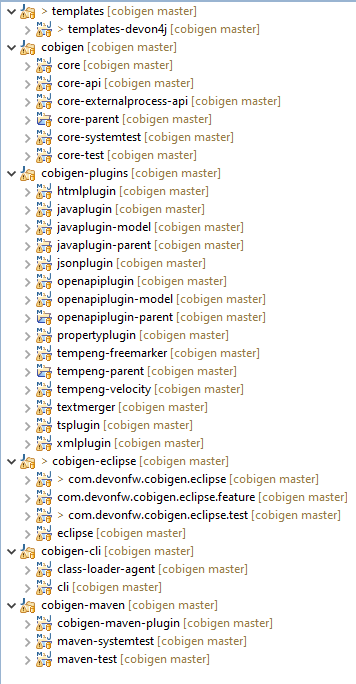 > templates [cobigen master]
> templates-devon4j [cobigen master]
cobigen [cobigen master]
core [cobigen master]
core-api [cobigen master]
core-externalprocess-api [cobigen master]
core-parent [cobigen master]
core-systemtest [cobigen master]
core-test [cobigen master]
cobigen-plugins [cobigen master]
htmlplugin [cobigen master]
javaplugin [cobigen master]
javaplugin-model [cobigen master]
javaplugin-parent [cobigen master]
jsonplugin [cobigen master]
openapiplugin [cobigen master]
openapiplugin-model [cobigen master]
openapiplugin-parent [cobigen master]
propertyplugin [cobigen master]
tempeng-freemarker [cobigen master]
tempeng-parent [cobigen master]
tempeng-velocity [cobigen master]
textmerger [cobigen master]
tsplugin [cobigen master]
xmlplugin [cobigen master]
> cobigen-eclipse [cobigen master]
> com.devonfw.cobigen.eclipse [cobigen master]
com.devonfw.cobigen.eclipse.feature [cobigen master]
> com.devonfw.cobigen.eclipse.test [cobigen master]
eclipse [cobigen master]
cobigen-cli [cobigen master]
class-loader-agent [cobigen master]
cli [cobigen master]
cobigen-maven [cobigen master]
cobigen-maven-plugin [cobigen master]
maven-systemtest [cobigen master]
maven-test [cobigen master]